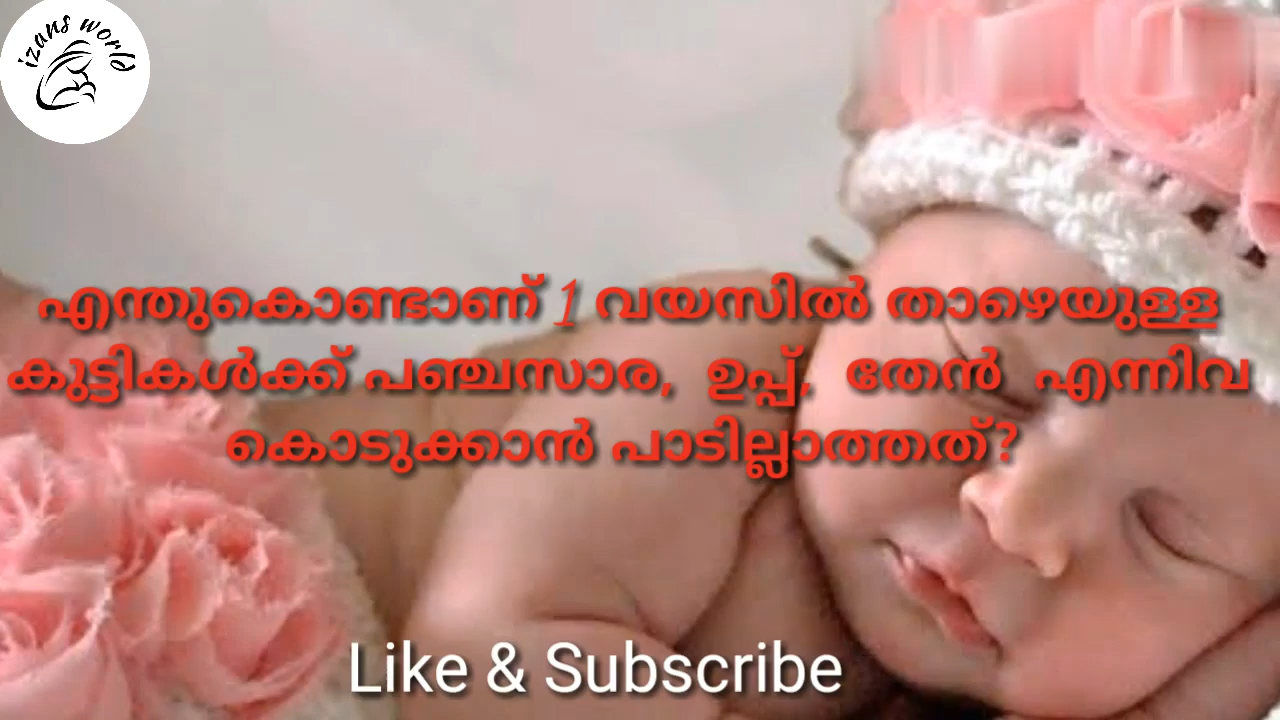 izans world
എന്തുകൊണ്ടാണ് 1 വയസിൽ താഴെയുള്ള
കുട്ടികൾക്ക് പഞ്ചസാര, ഉപ്പ്, തേൻ എന്നിവ
കൊടുക്കാൻ പാടില്ലാത്തത്?
Like & Subscribe